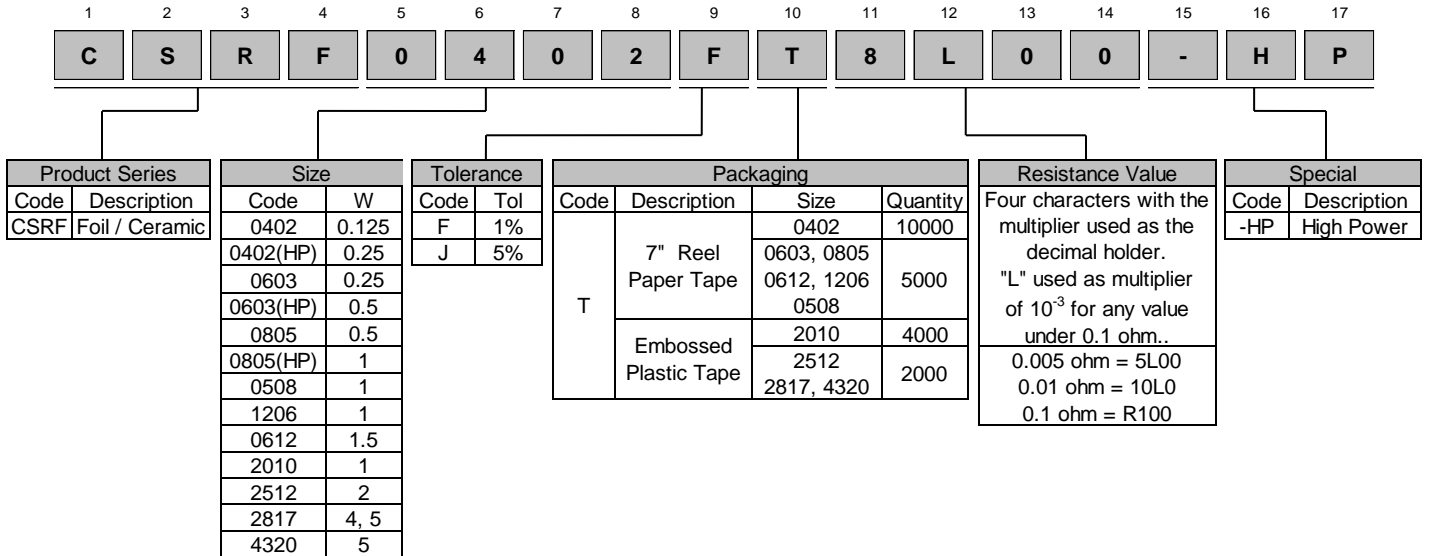 1 2 3 4 5 6 7 8 9 10 11 12 13 14 15 16 17
C S R F 0 4 0 2 F T 8 L 0 0 - H P
Product Series
Code Description
CSRF Foil / Ceramic
Size
Code W
0402 0.125
0402(HP) 0.25
0603 0.25
0603(HP) 0.5
0805 0.5
0805(HP) 1
0508 1
1206 1
0612 1.5
2010 1
2512 2
2817 4, 5
4320 5
Tolerance
Code Tol
F 1%
J 5%
Packaging
Code Description Size Quantity
T
7" Reel
Paper Tape
0402 10000
0603, 0805
0612, 1206
0508
5000
Embossed
Plastic Tape
2010 4000
2512
2817, 4320
2000
Resistance Value
Four characters with the
multiplier used as the
decimal holder.
"L" used as multiplier
of 10-3 for any value
under 0.1 ohm..
0.005 ohm = 5L00
0.01 ohm = 10L0
0.1 ohm = R100
Special
Code Description
-HP High Power